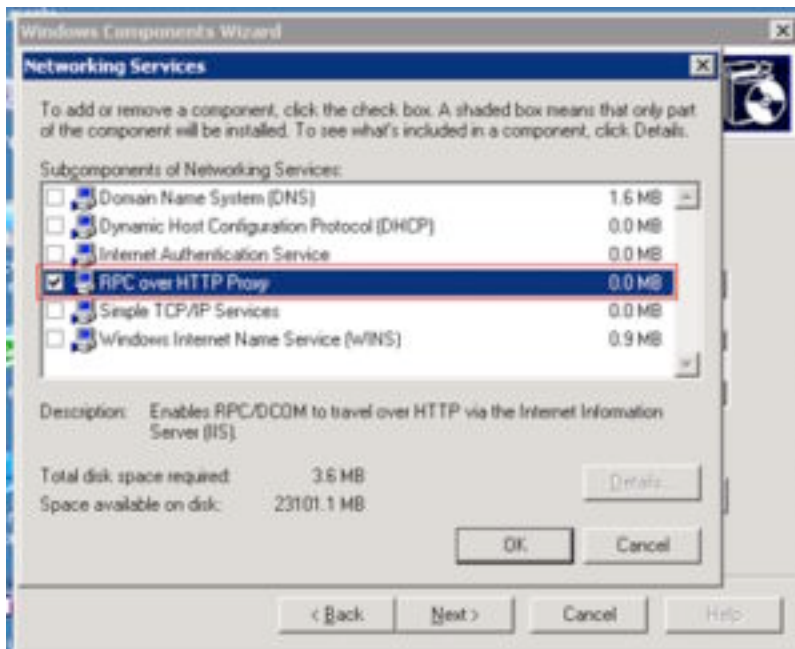 Windows Components Wizard
Networking Services
To add or remove a component, click the check box. A shaded box means that only part
of the component will be installed. To see what's included in a component, click Details.
Subcomponents of Networking Services:
Domain Name System (DNS) 1.6 MB
Dynamic Host Configuration Protocol (DHCP) 0.0 MB
Internet Authentication Service 0.0 MB
RPC over HTTP Proxy 0.0 MB
Simple TCP/IP Services 0.0 MB
Windows Internet Name Service (WINS) 0.9 MB
Description: Enables RPC/DCOM to travel over HTTP via the Internet Information
Server (IIS).
Total disk space required: 3.6 MB
Space available on disk: 23101.1 MB
Details...
OK Cancel
< Back Next > Cancel Help